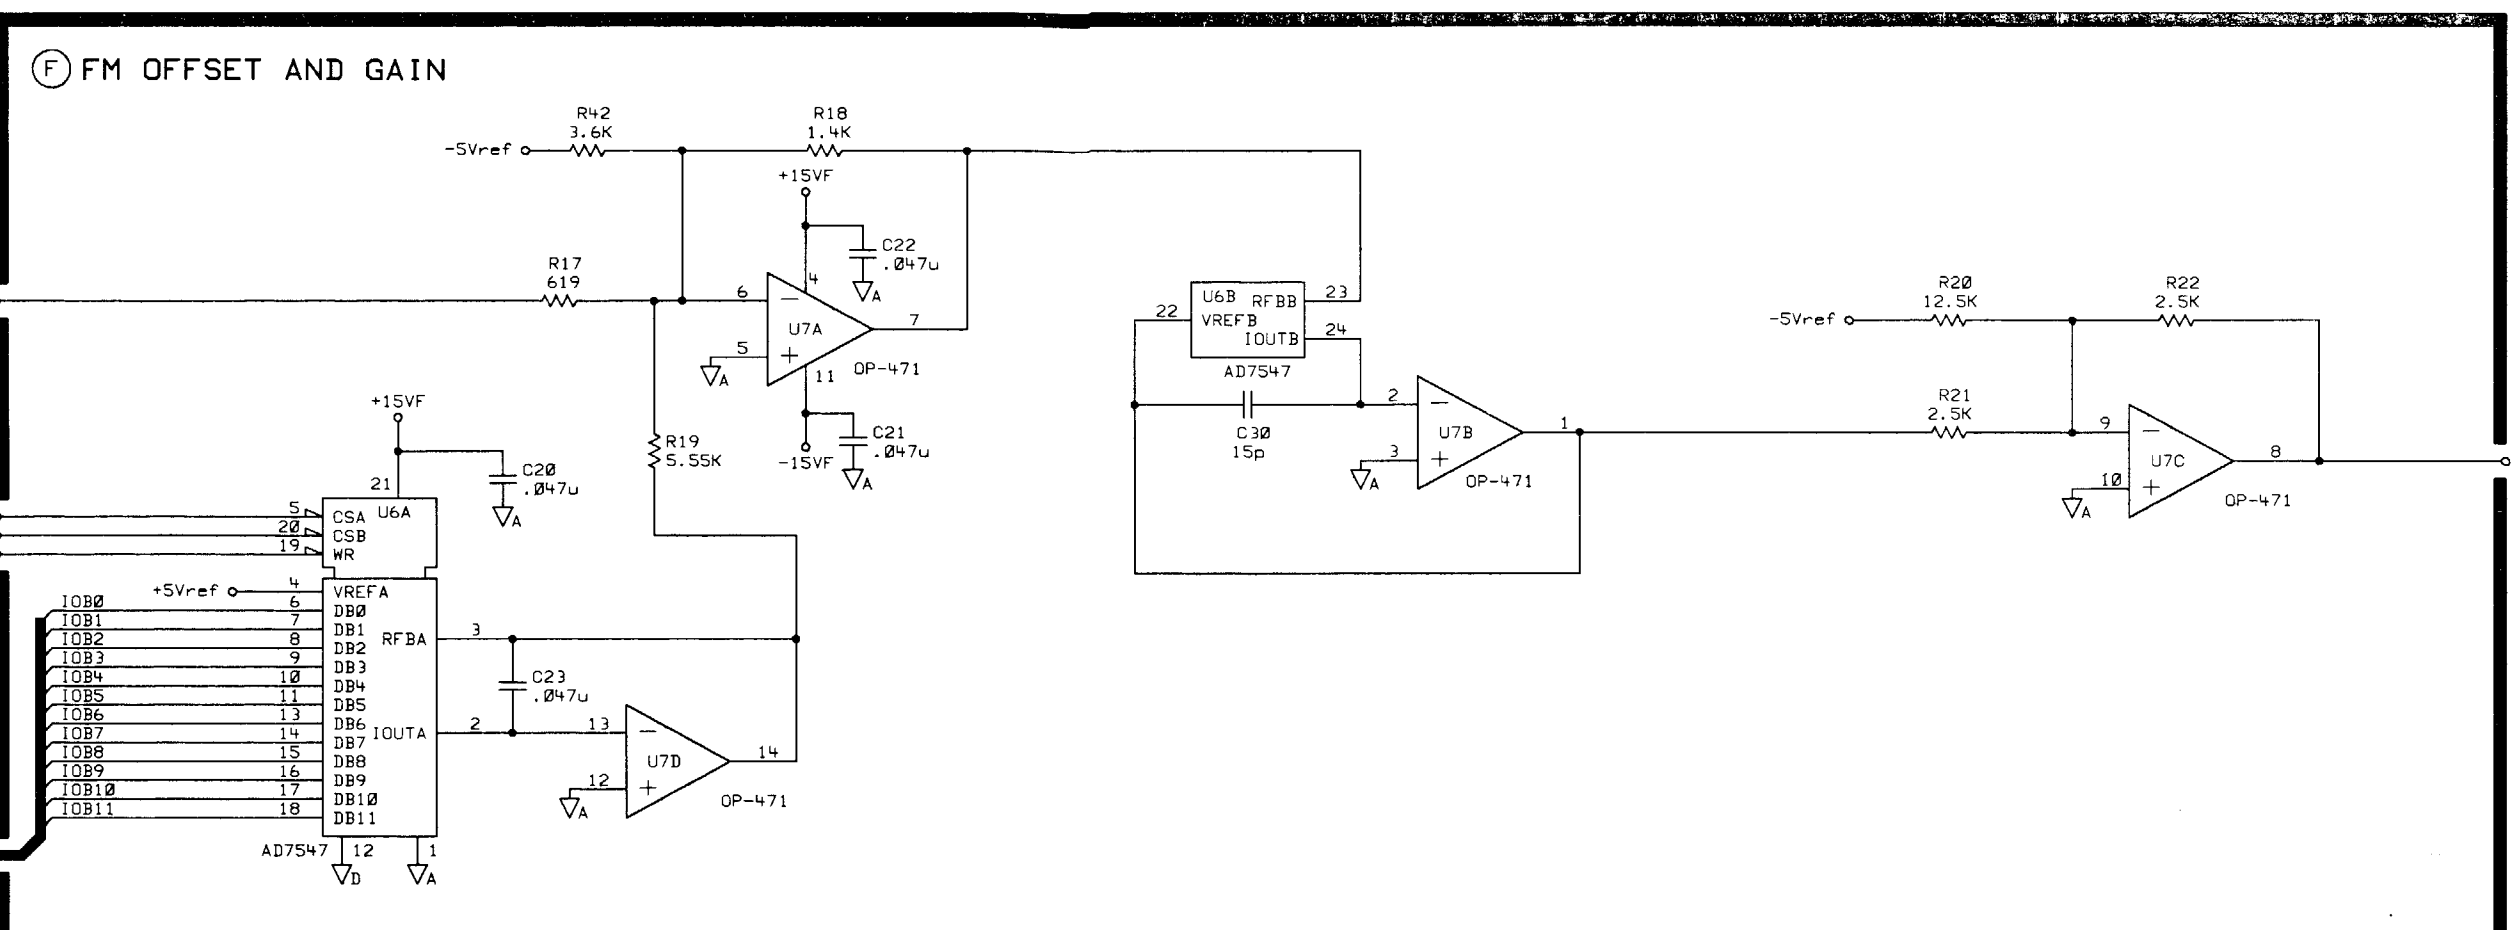 F FM OFFSET AND GAIN
R42
3.6K
-5Vref
R18
1.4K
+15VF
C22
.047u
A
4
R17
619
6
U7A
7
5
A
11
OP-471
-15VF
C21
.047u
A
R19
5.55K
+15VF
C20
.047u
A
21
U6A
5 CSA
20 CSB
19 WR
+5Vref 4 VREFA
IOB0 6 DB0
IOB1 7 DB1
IOB2 8 DB2
IOB3 9 DB3
IOB4 10 DB4
IOB5 11 DB5
IOB6 13 DB6
IOB7 14 DB7
IOB8 15 DB8
IOB9 16 DB9
IOB10 17 DB10
IOB11 18 DB11
RFBA 3
IOUTA 2
C23
.047u
13
U7D
14
12
A
OP-471
AD7547
12
D
1
A
U6B
RFBB 23
22 VREFB
IOUTB 24
AD7547
C30
15p
2
U7B
1
3
A
OP-471
R20
12.5K
-5Vref
R22
2.5K
R21
2.5K
9
U7C
8
10
A
OP-471